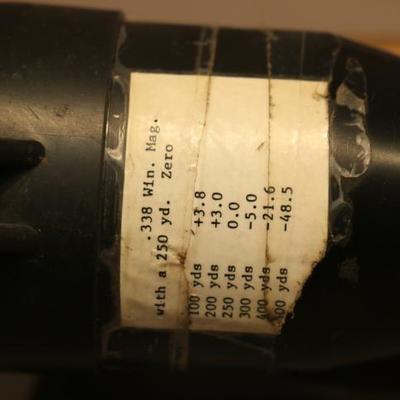 .338 Win. Mag.
with a 250 yd. Zero
100 yds +3.8
200 yds +3.0
250 yds 0.0
300 yds -5.0
400 yds -21.6
yds -48.5